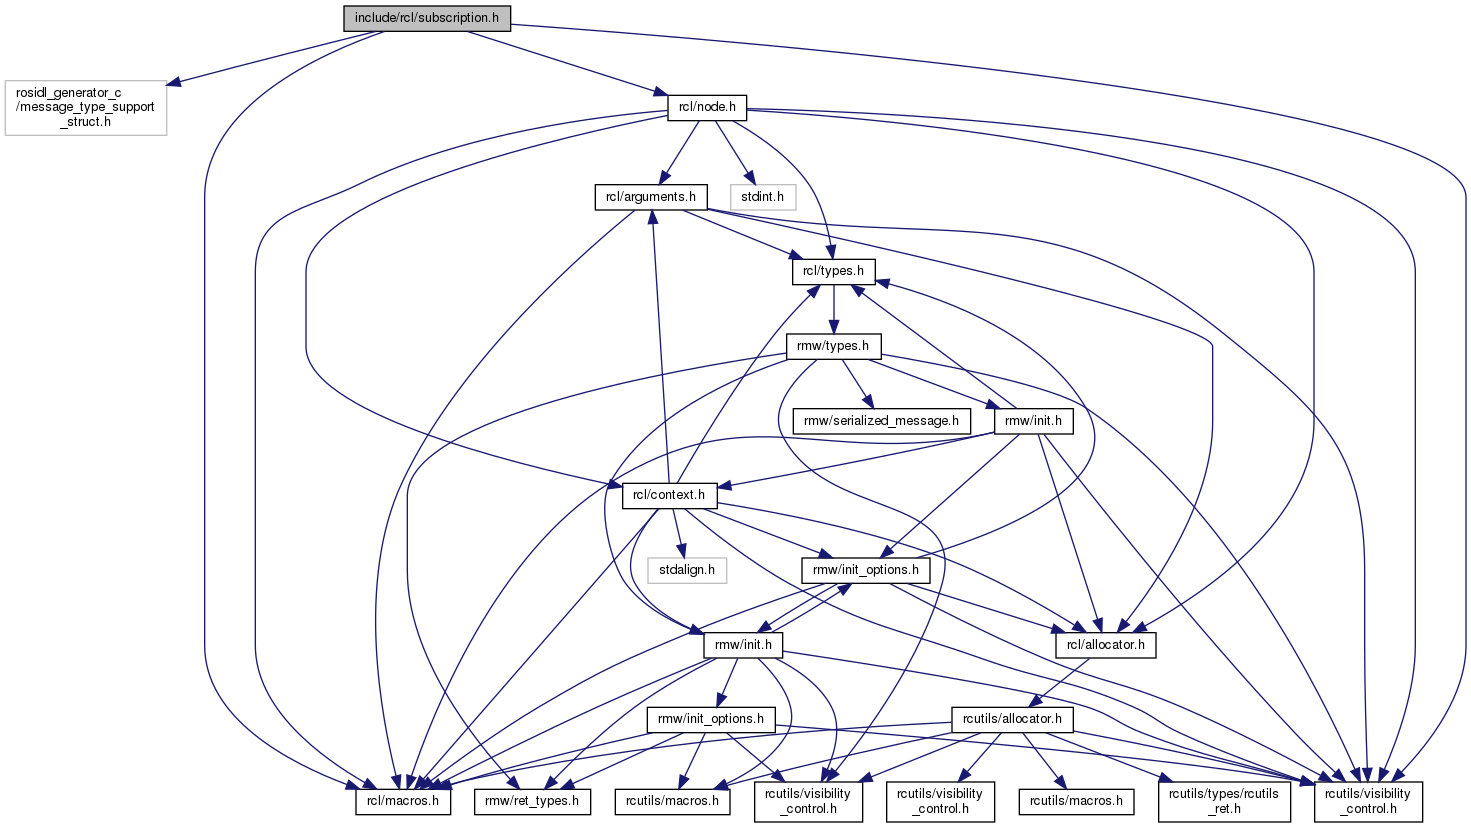 include/rcl/subscription.h
rosidl_generator_c
/message_type_support
_struct.h
rcl/node.h
rcl/arguments.h
stdint.h
rcl/types.h
rmw/types.h
rmw/serialized_message.h
rmw/init.h
rcl/context.h
stdalign.h
rmw/init_options.h
rmw/init.h
rcl/allocator.h
rmw/init_options.h
rcutils/allocator.h
rcl/macros.h
rmw/ret_types.h
rcutils/macros.h
rcutils/visibility
_control.h
rcutils/visibility
_control.h
rcutils/macros.h
rcutils/types/rcutils
_ret.h
rcutils/visibility
_control.h